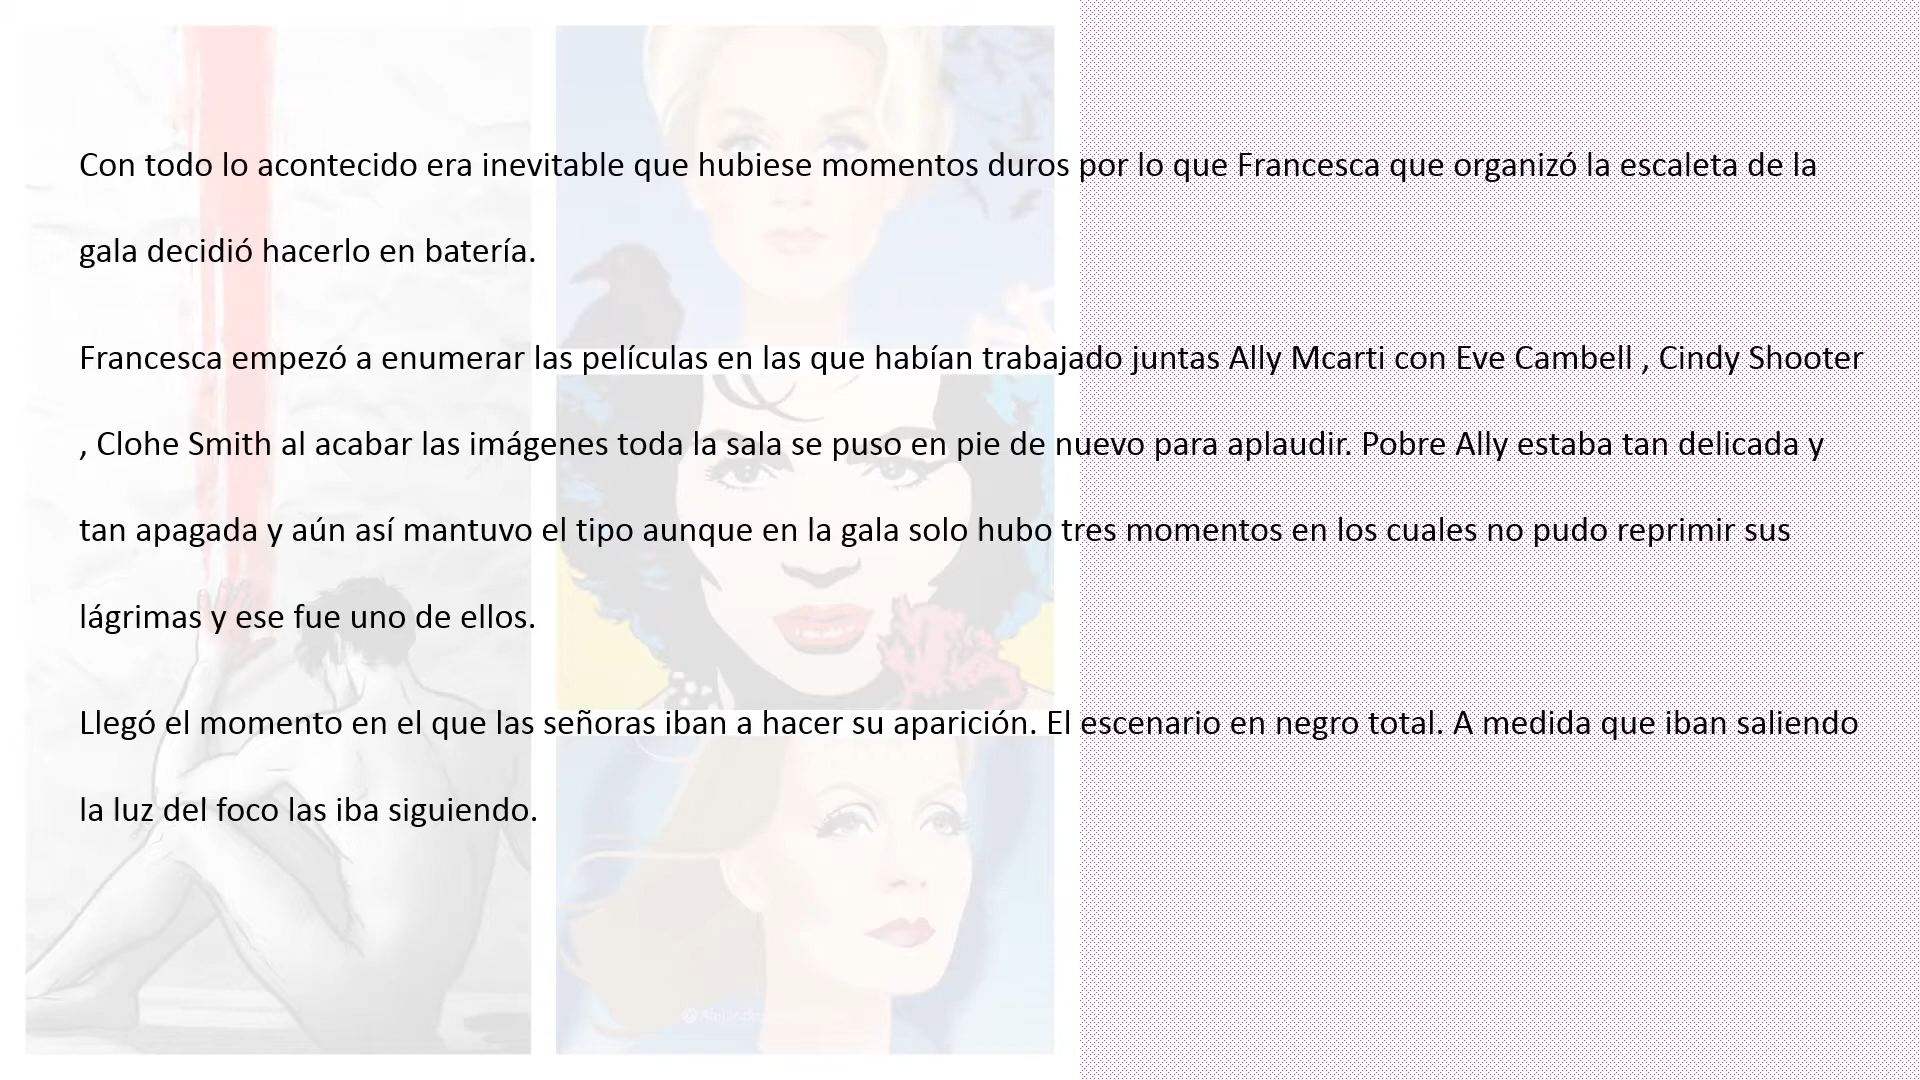 Con todo lo acontecido era inevitable que hubiese momentos duros por lo que Francesca que organizó la escaleta de la
gala decidió hacerlo en batería.
Francesca empezó a enumerar las películas en las que habían trabajado juntas Ally Mcarti con Eve Cambell , Cindy Shooter
, Clohe Smith al acabar las imágenes toda la sala se puso en pie de nuevo para aplaudir. Pobre Ally estaba tan delicada y
tan apagada y aún así mantuvo el tipo aunque en la gala solo hubo tres momentos en los cuales no pudo reprimir sus
lágrimas y ese fue uno de ellos.
Llegó el momento en el que las señoras iban a hacer su aparición. El escenario en negro total. A medida que iban saliendo
la luz del foco las iba siguiendo.